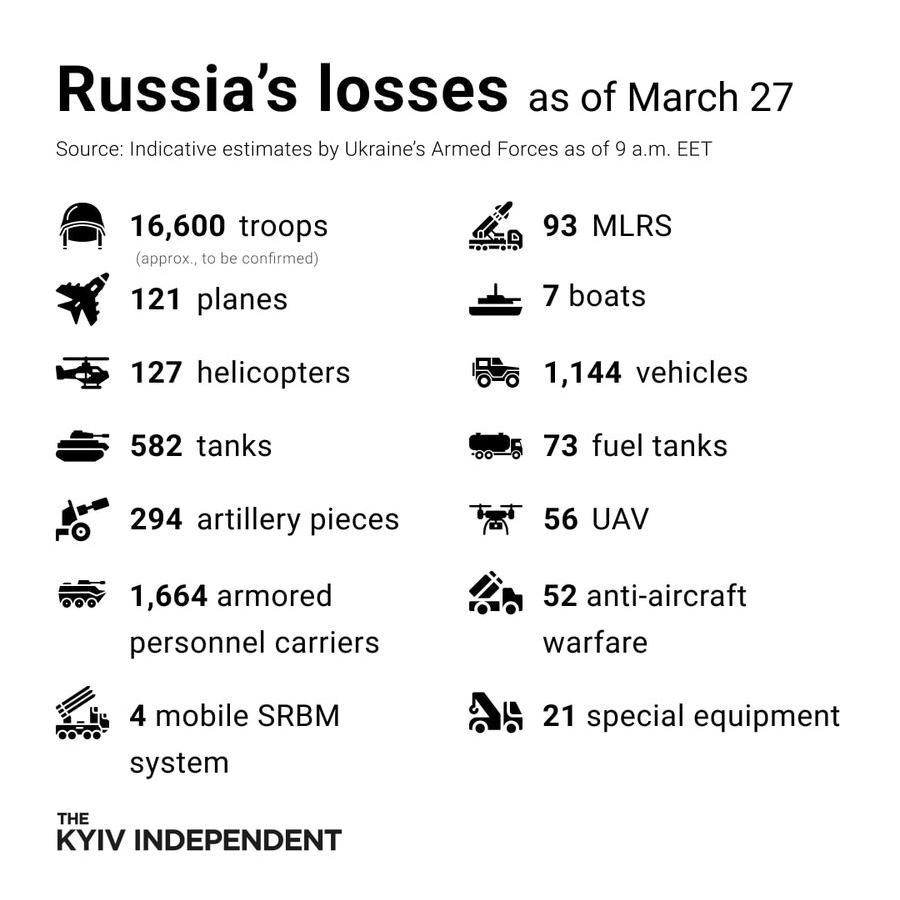 Russia's losses as of March 27
Source: Indicative estimates by Ukraine's Armed Forces as of 9 a.m. EET
16,600 troops
(approx., to be confirmed)
121 planes
127 helicopters
582 tanks
294 artillery pieces
1,664 armored
personnel carriers
4 mobile SRBM
system
93 MLRS
7 boats
1,144 vehicles
73 fuel tanks
56 UAV
52 anti-aircraft
warfare
21 special equipment
THE
KYIV INDEPENDENT